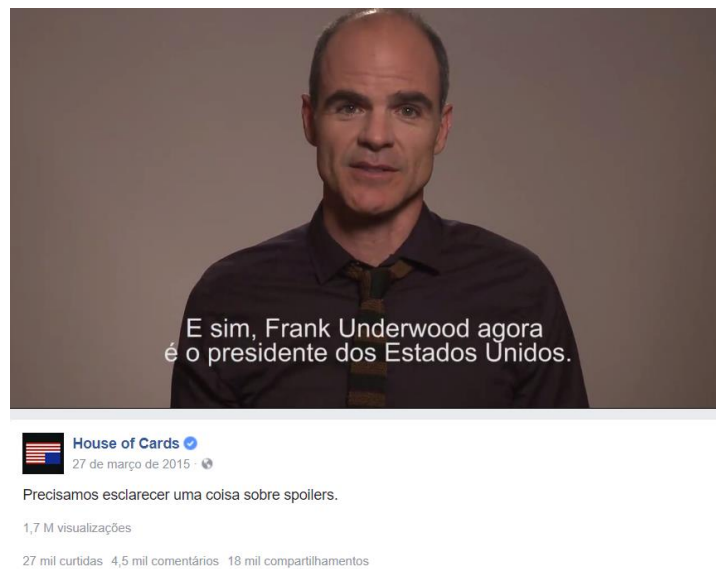 E sim, Frank Underwood agora
é o presidente dos Estados Unidos.
House of Cards
27 de março de 2015 ·
Precisamos esclarecer uma coisa sobre spoilers.
1,7 M visualizações
27 mil curtidas 4,5 mil comentários 18 mil compartilhamentos